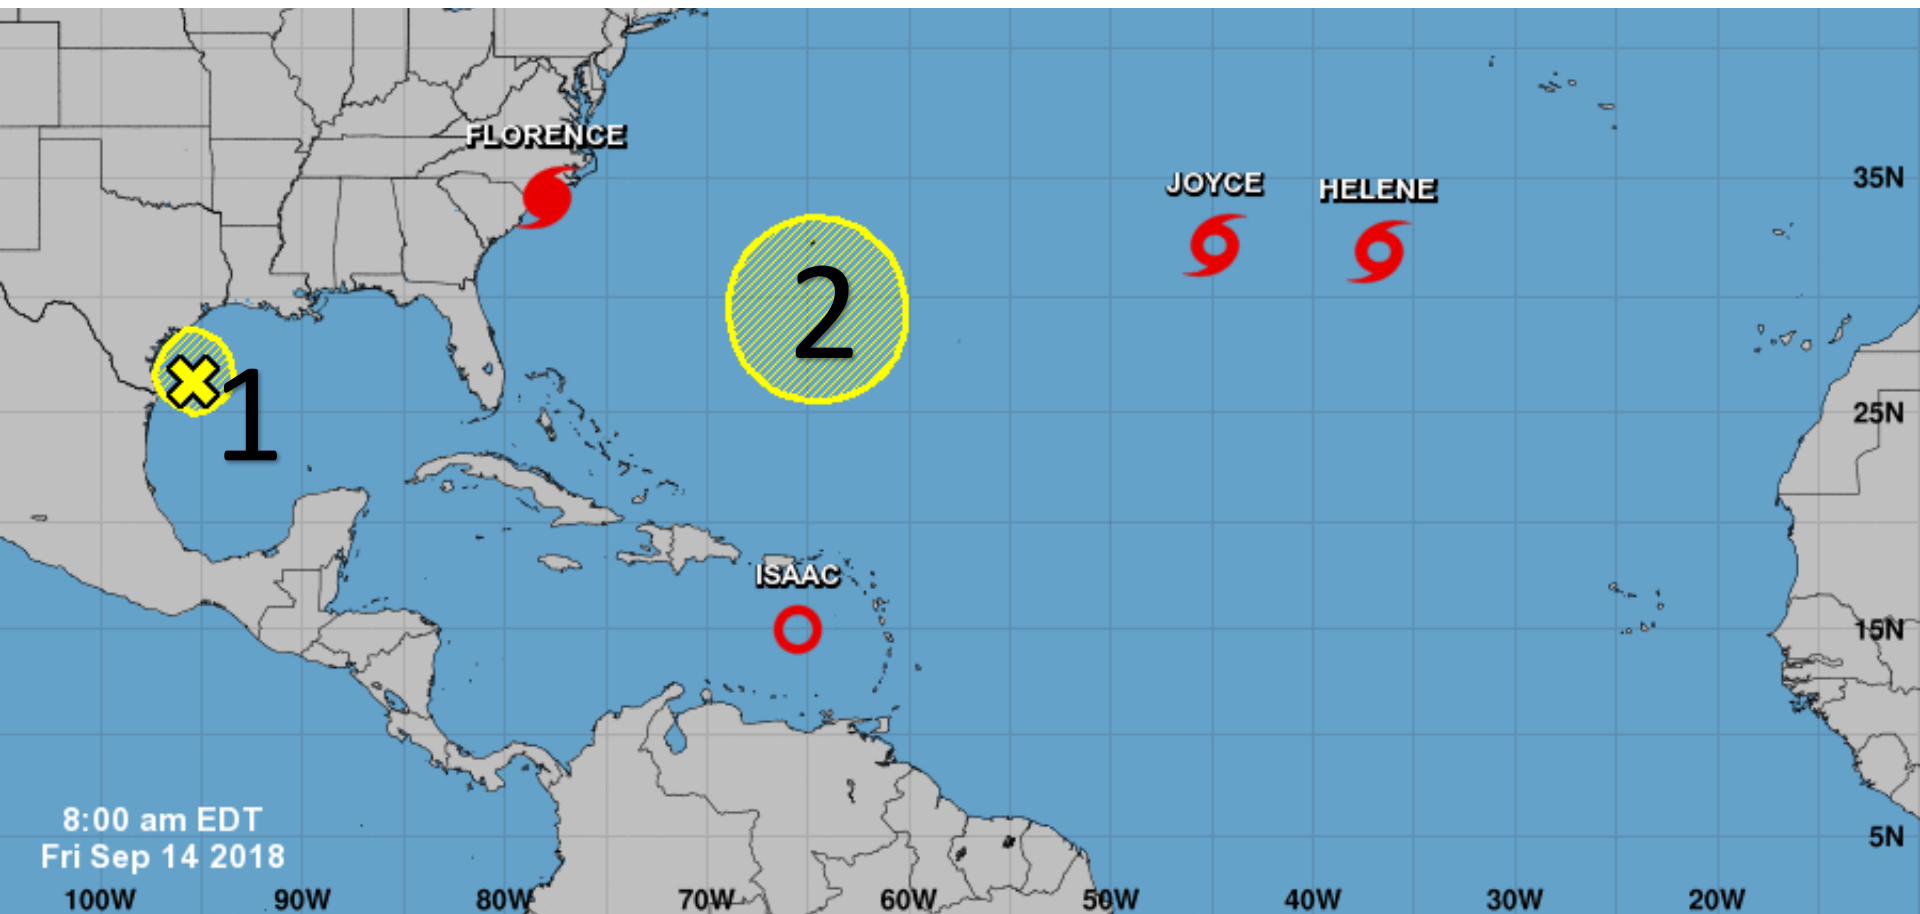 FLORENCE
JOYCE
HELENE
35N
2
1
25N
ISAAC
15N
8:00 am EDT
Fri Sep 14 2018
5N
100W 90W 80W 70W 60W 50W 40W 30W 20W